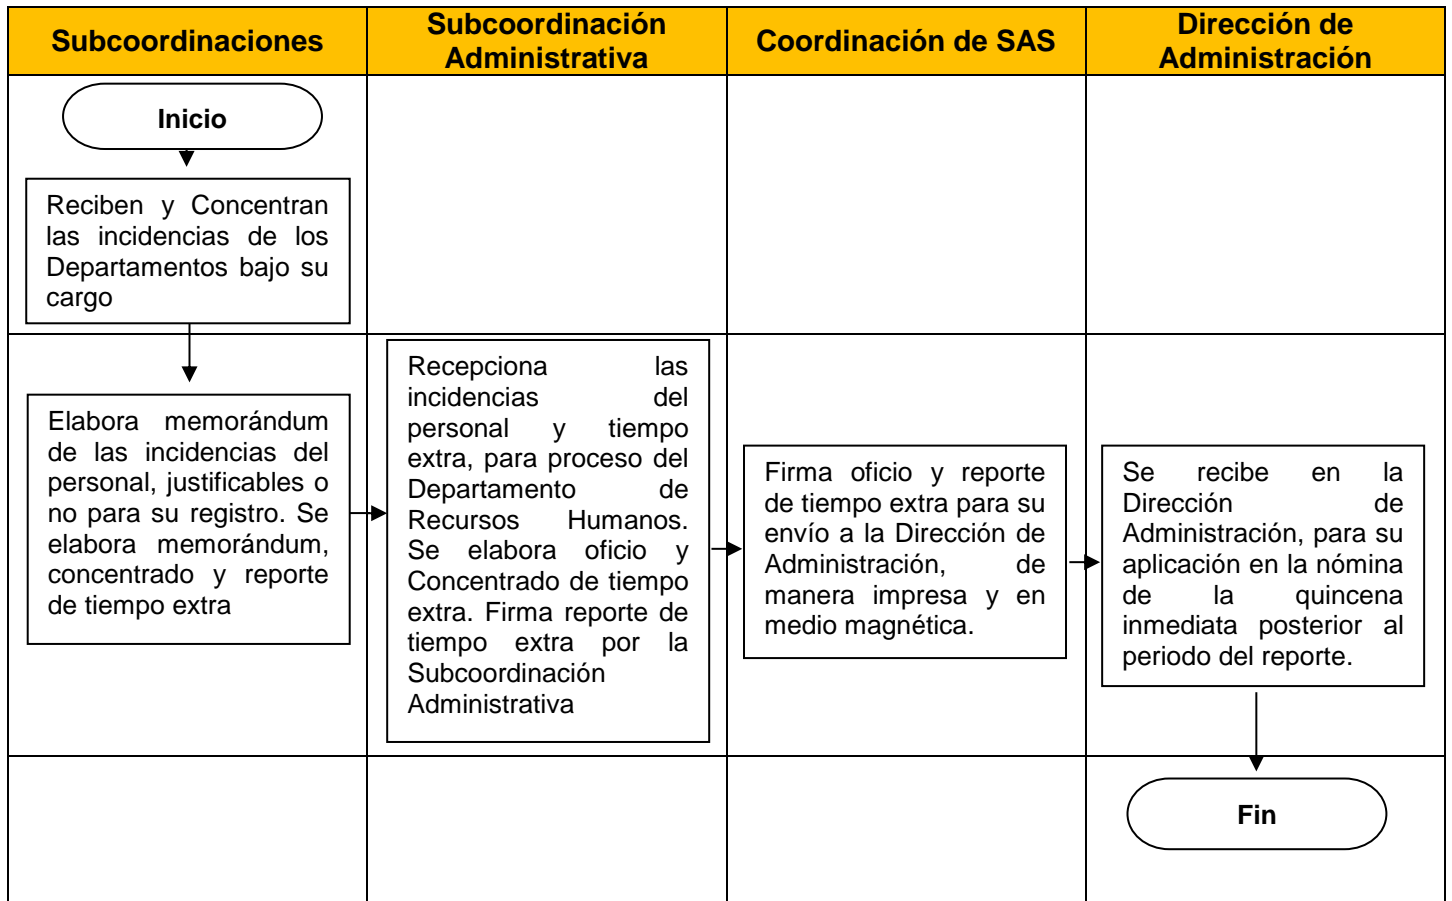 Subcoordinaciones
Subcoordinación
Administrativa
Coordinación de SAS
Dirección de
Administración
Inicio
Reciben y Concentran
las incidencias de los
Departamentos bajo su
cargo
Elabora memorándum
de las incidencias del
personal, justificables o
no para su registro. Se
elabora memorándum,
concentrado y reporte
de tiempo extra
Recepciona las
incidencias del
personal y tiempo
extra, para proceso del
Departamento de
Recursos Humanos.
Se elabora oficio y
Concentrado de tiempo
extra. Firma reporte de
tiempo extra por la
Subcoordinación
Administrativa
Firma oficio y reporte
de tiempo extra para su
envío a la Dirección de
Administración, de
manera impresa y en
medio magnética.
Se recibe en la
Dirección de
Administración, para su
aplicación en la nómina
de la quincena
inmediata posterior al
periodo del reporte.
Fin